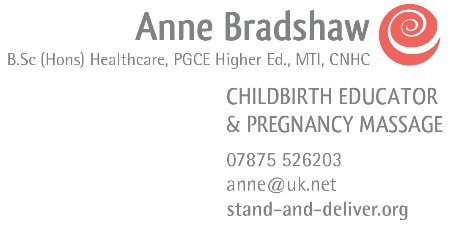 Anne Bradshaw
B.Sc (Hons) Healthcare, PGCE Higher Ed., MTI, CNHC
CHILDBIRTH EDUCATOR
& PREGNANCY MASSAGE
07875 526203
anne@uk.net
stand-and-deliver.org